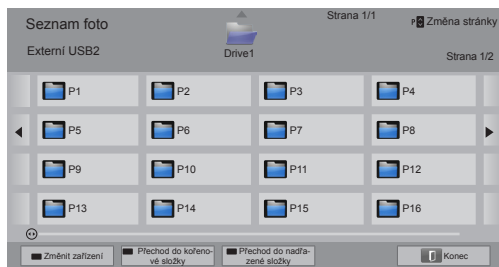 Seznam foto
Strana 1/1
P Změna stránky
Externí USB2
Drive1
Strana 1/2
P1 P2 P3 P4
P5 P6 P7 P8
P9 P10 P11 P12
P13 P14 P15 P16
Změnit zařízení
Přechod do kořeno-
vé složky
Přechod do nadřa-
zené složky
Konec